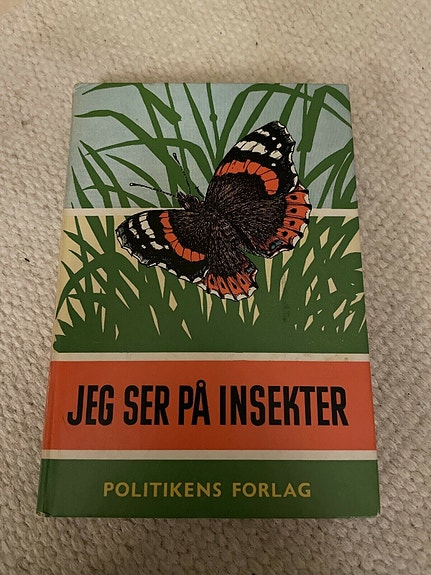 JEG SER PÅ INSEKTER
POLITIKENS FORLAG